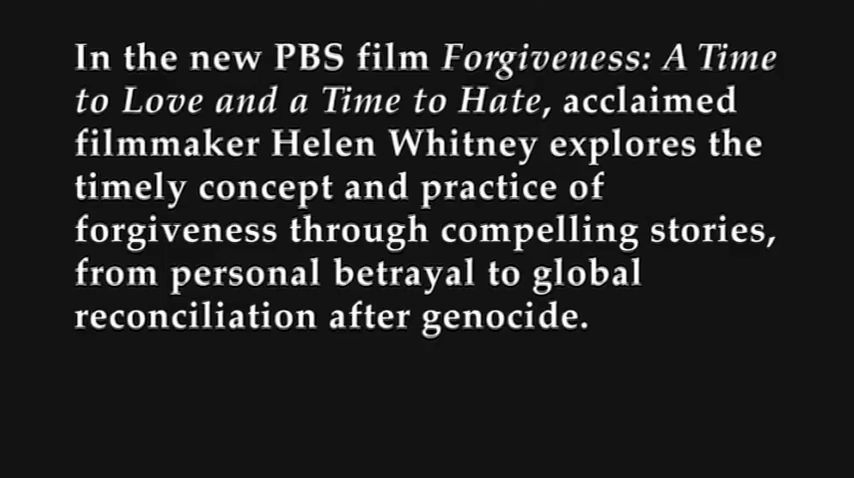 In the new PBS film Forgiveness: A Time
to Love and a Time to Hate, acclaimed
filmmaker Helen Whitney explores the
timely concept and practice of
forgiveness through compelling stories,
from personal betrayal to global
reconciliation after genocide.